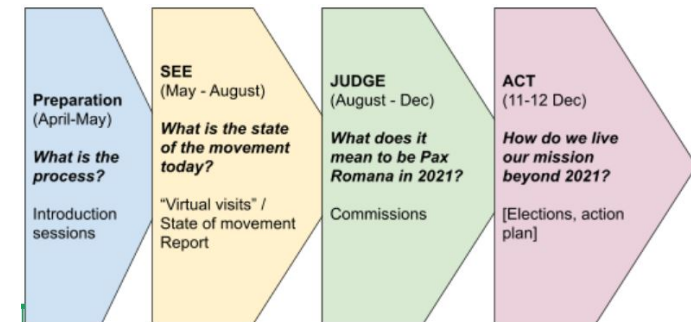 Preparation
(April-May)
What is the
process?
Introduction
sessions
SEE
(May - August)
What is the state
of the movement
today?
“Virtual visits” /
State of movement
Report
JUDGE
(August - Dec)
What does it
mean to be Pax
Romana in 2021?
Commissions
ACT
(11-12 Dec)
How do we live
our mission
beyond 2021?
[Elections, action
plan]